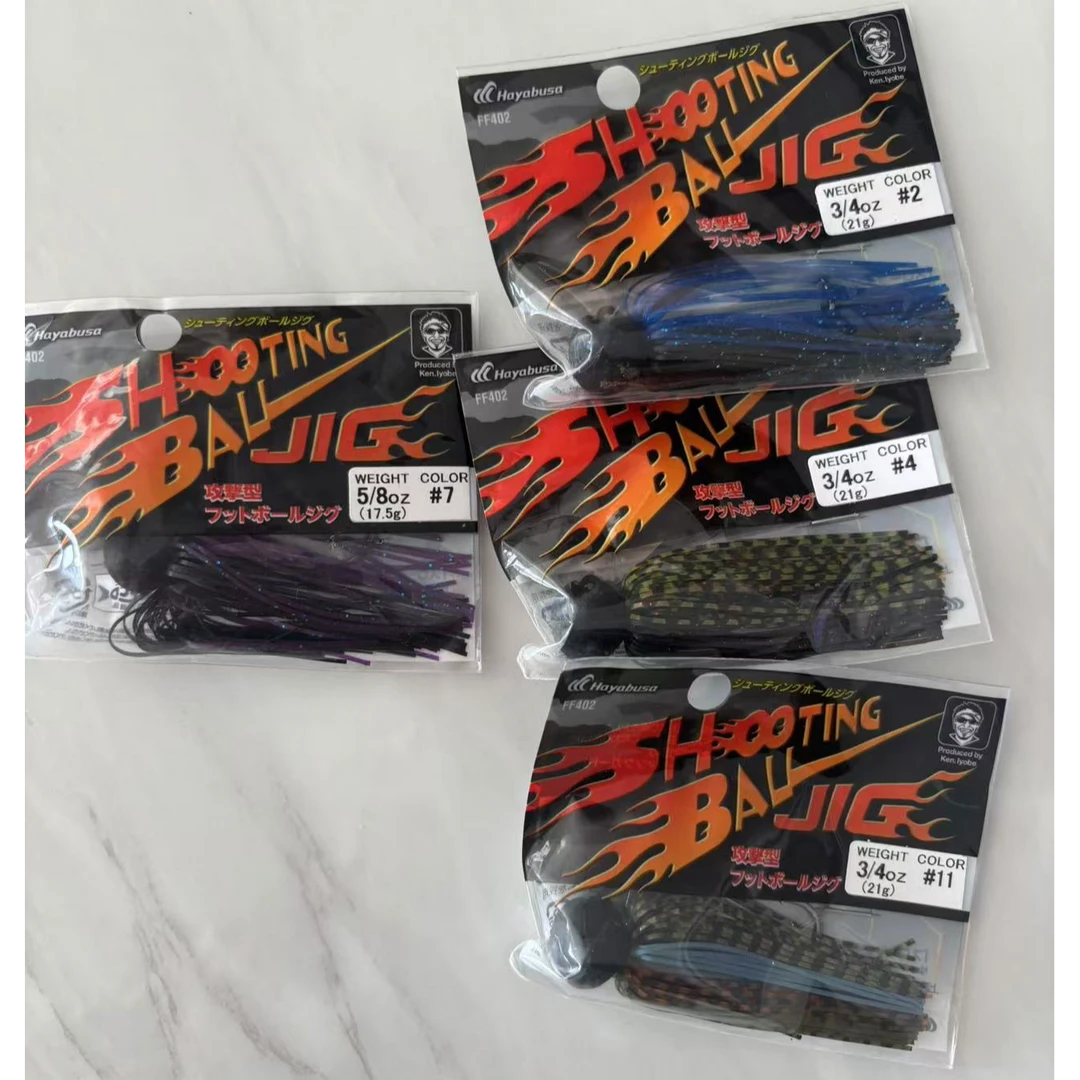 シューティングボールジグ
Hayabusa
FF402
SHOOTING
BALL
JIG
Produced by
Ken.Iyobe
WEIGHT COLOR
3/4oz #2
(21g)
攻撃型
フットボールジグ
シューティングボールジグ
Hayabusa
402
SHOOTING
BALL
JIG
Produced by
Ken.Iyobe
WEIGHT COLOR
5/8oz #7
(17.5g)
攻撃型
フットボールジグ
Hayabusa
FF402
SHOOTING
BALL
JIG
WEIGHT COLOR
3/4oz #4
(21g)
攻撃型
フットボールジグ
シューティングボールジグ
Hayabusa
FF402
SHOOTING
BALL
JIG
Produced by
Ken.Iyobe
WEIGHT COLOR
3/4oz #11
(21g)
攻撃型
フットボールジグ